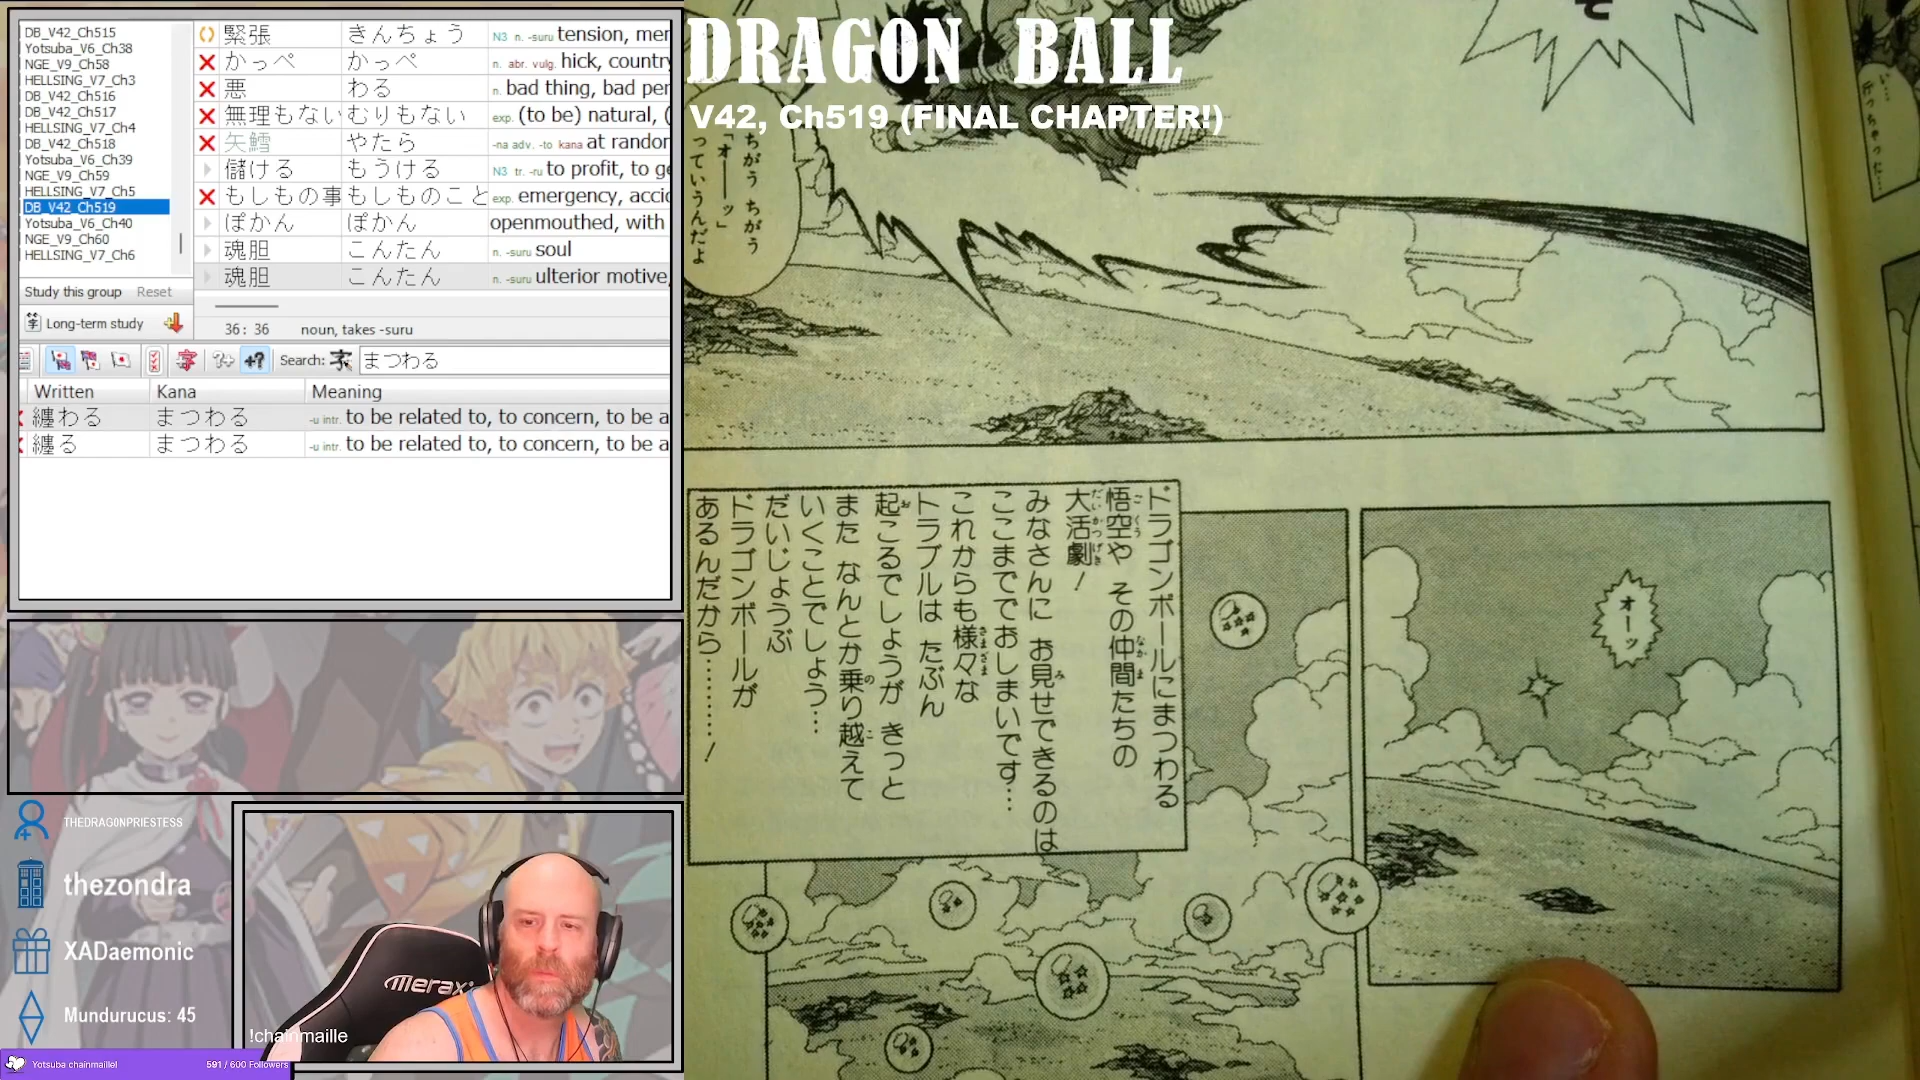 DB_V42_Ch515
Yotsuba_V6_Ch38
NGE_V9_Ch58
HELLSING_V7_Ch3
DB_V42_Ch516
DB_V42_Ch517
HELLSING_V7_Ch4
DB_V42_Ch518
Yotsuba_V6_Ch39
NGE_V9_Ch59
HELLSING_V7_Ch5
DB_V42_Ch519
Yotsuba_V6_Ch40
NGE_V9_Ch60
HELLSING_V7_Ch6
Study this group Reset
Long-term study
緊張 きんちょう N3 n. -suru tension, mer
かっぺ かっぺ n. abr. vulg. hick, country
悪 わる n. bad thing, bad per
無理もない むりもない exp. (to be) natural, (
矢鱈 やたら -na adv. -to kana at randor
儲ける もうける N3 tr. -ru to profit, to ge
もしもの事 もしものこと exp. emergency, accid
ぽかん ぽかん openmouthed, with
魂胆 こんたん n. -suru soul
魂胆 こんたん n. -suru ulterior motive,
36: 36 noun, takes -suru
Search: まつわる
Written Kana Meaning
纏わる まつわる -u intr. to be related to, to concern, to be a
纏る まつわる -u intr. to be related to, to concern, to be a
THEDRAG0NPRIESTESS
thezondra
XADaemonic
Mundurucus: 45
Yotsuba chainmaille! 591 / 600 Followers
merax
!chainmaille
DRAGON BALL
V42, Ch519 (FINAL CHAPTER!)
そ
ちがう ちがう
「オーーッ」
っていうんだよ
い…
行っちゃった…
オーッ
ドラゴンボールにまつわる
悟空や その仲間たちの
大活劇！
みなさんに お見せできるのは
ここまででおしまいです…
これからも様々な
トラブルは たぶん
起こるでしょうが きっと
また なんとか乗り越えて
いくことでしょう…
だいじょうぶ
ドラゴンボールが
あるんだから………！